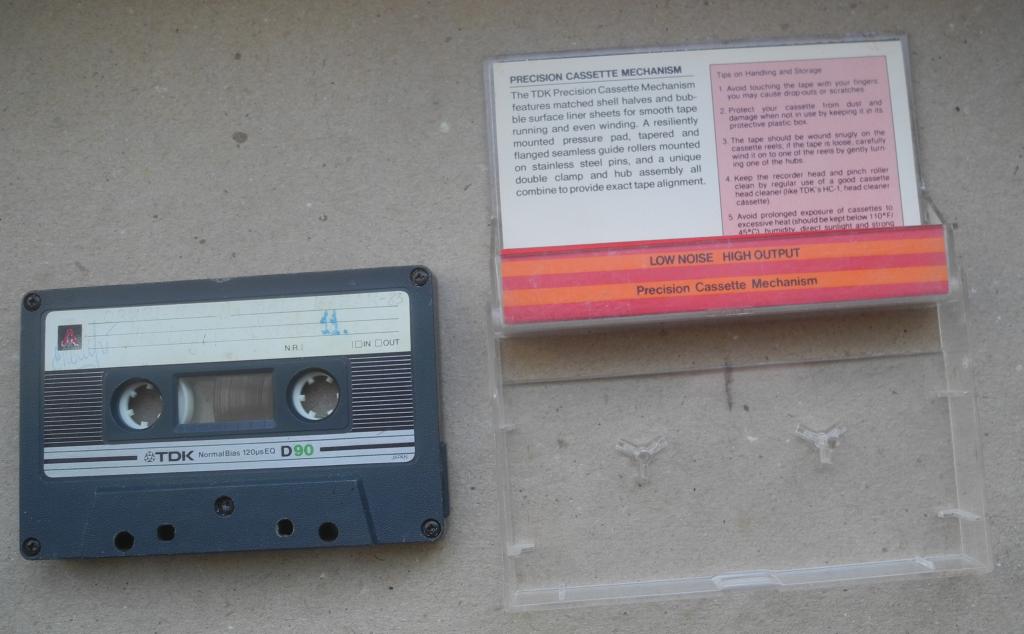 11.
N.R.
IN OUT
TDK Normal Bias 120µs EQ D90
JAPAN
PRECISION CASSETTE MECHANISM
The TDK Precision Cassette Mechanism
features matched shell halves and bub-
ble surface liner sheets for smooth tape
running and even winding. A resiliently
mounted pressure pad, tapered and
flanged seamless guide rollers mounted
on stainless steel pins, and a unique
double clamp and hub assembly all
combine to provide exact tape alignment.
Tips on Handling and Storage
1. Avoid touching the tape with your fingers.
you may cause drop-outs or scratches.
2. Protect your cassette from dust and
damage when not in use by keeping it in its
protective plastic box.
3. The tape should be wound snugly on the
cassette reels, if the tape is loose, carefully
wind it on to one of the reels by gently turn-
ing one of the hubs.
4. Keep the recorder head and pinch roller
clean by regular use of a good cassette
head cleaner (like TDK's HC-1, head cleaner
cassette).
5. Avoid prolonged exposure of cassettes to
excessive heat (should be kept below 110°F/
45°C), humidity, direct sunlight and strong
LOW NOISE HIGH OUTPUT
Precision Cassette Mechanism